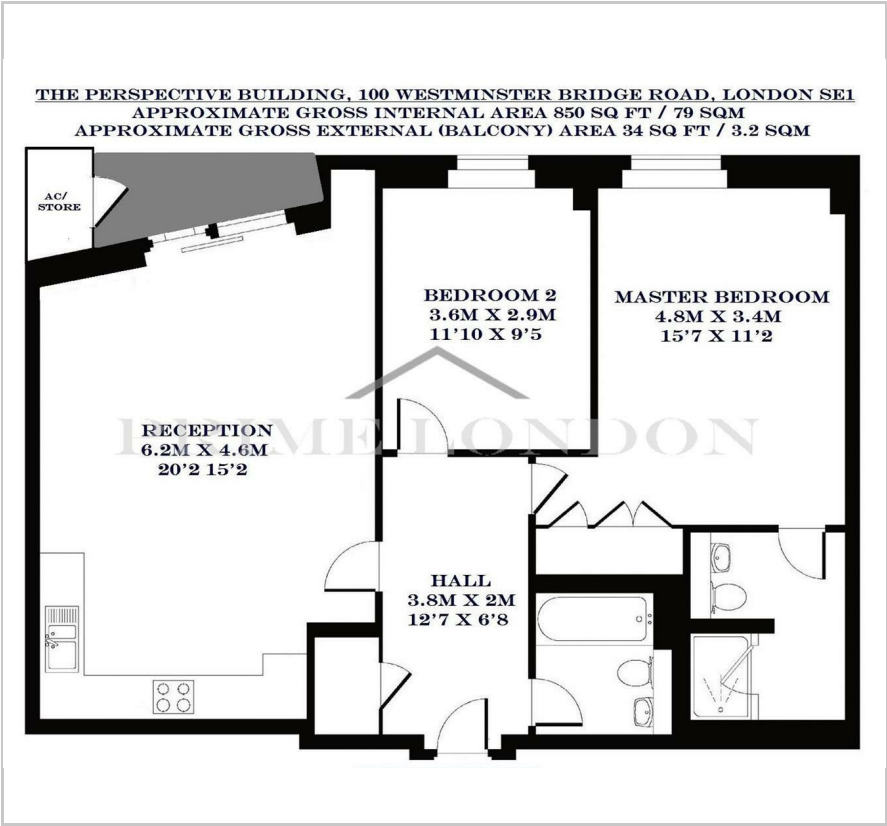 THE PERSPECTIVE BUILDING, 100 WESTMINSTER BRIDGE ROAD, LONDON SE1
APPROXIMATE GROSS INTERNAL AREA 850 SQ FT / 79 SQM
APPROXIMATE GROSS EXTERNAL (BALCONY) AREA 34 SQ FT / 3.2 SQM
AC/
STORE
BEDROOM 2
3.6M X 2.9M
11'10 X 9'5
MASTER BEDROOM
4.8M X 3.4M
15'7 X 11'2
PRIME LONDON
RECEPTION
6.2M X 4.6M
20'2 15'2
HALL
3.8M X 2M
12'7 X 6'8